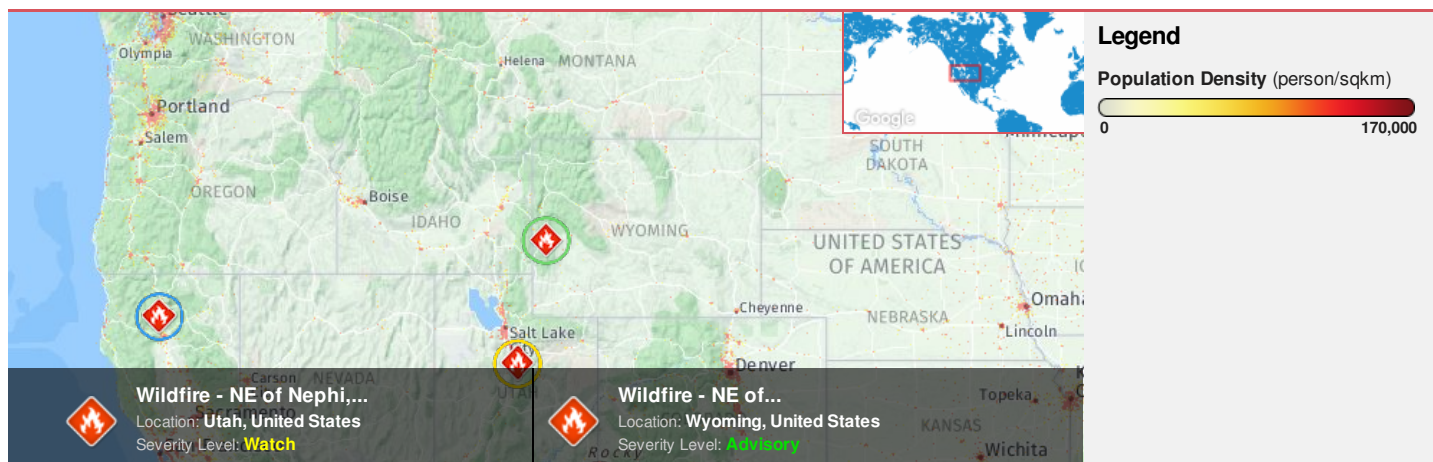 Seattle
WASHINGTON
Olympia
Helena
MONTANA
Portland
Salem
SOUTH
DAKOTA
OREGON
Boise
IDAHO
WYOMING
UNITED STATES
OF AMERICA
Cheyenne
NEBRASKA
Omaha
Lincoln
Salt Lake
City
Denver
Carson
NEVADA
UTAH
Topeka
Sacramento
KANSAS
Rocky
Wichita
Google
Legend
Population Density (person/sqkm)
0
170,000
Wildfire - NE of Nephi,...
Location: Utah, United States
Severity Level: Watch
Wildfire - NE of...
Location: Wyoming, United States
Severity Level: Advisory